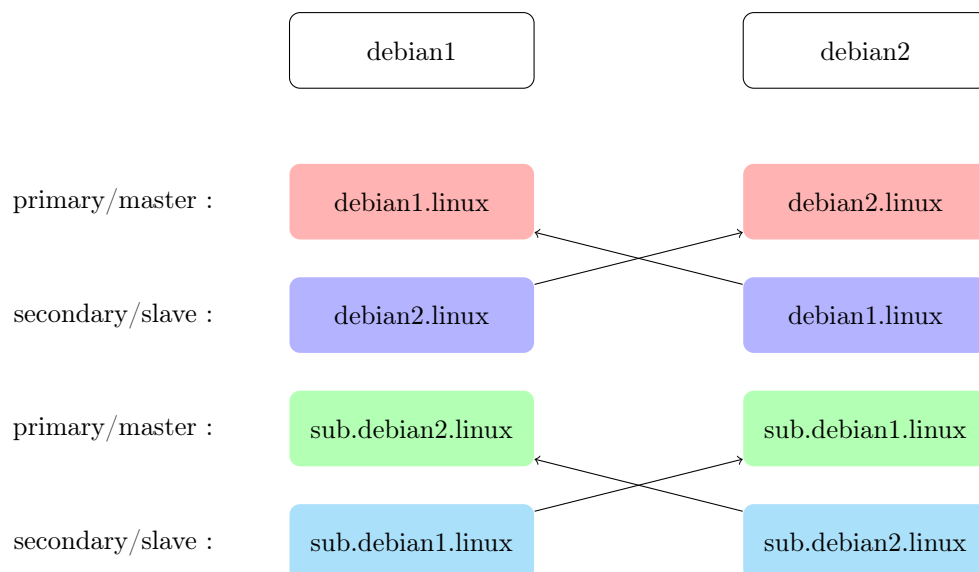 debian1 debian2
primary/master : debian1.linux debian2.linux
secondary/slave : debian2.linux debian1.linux
primary/master : sub.debian2.linux sub.debian1.linux
secondary/slave : sub.debian1.linux sub.debian2.linux